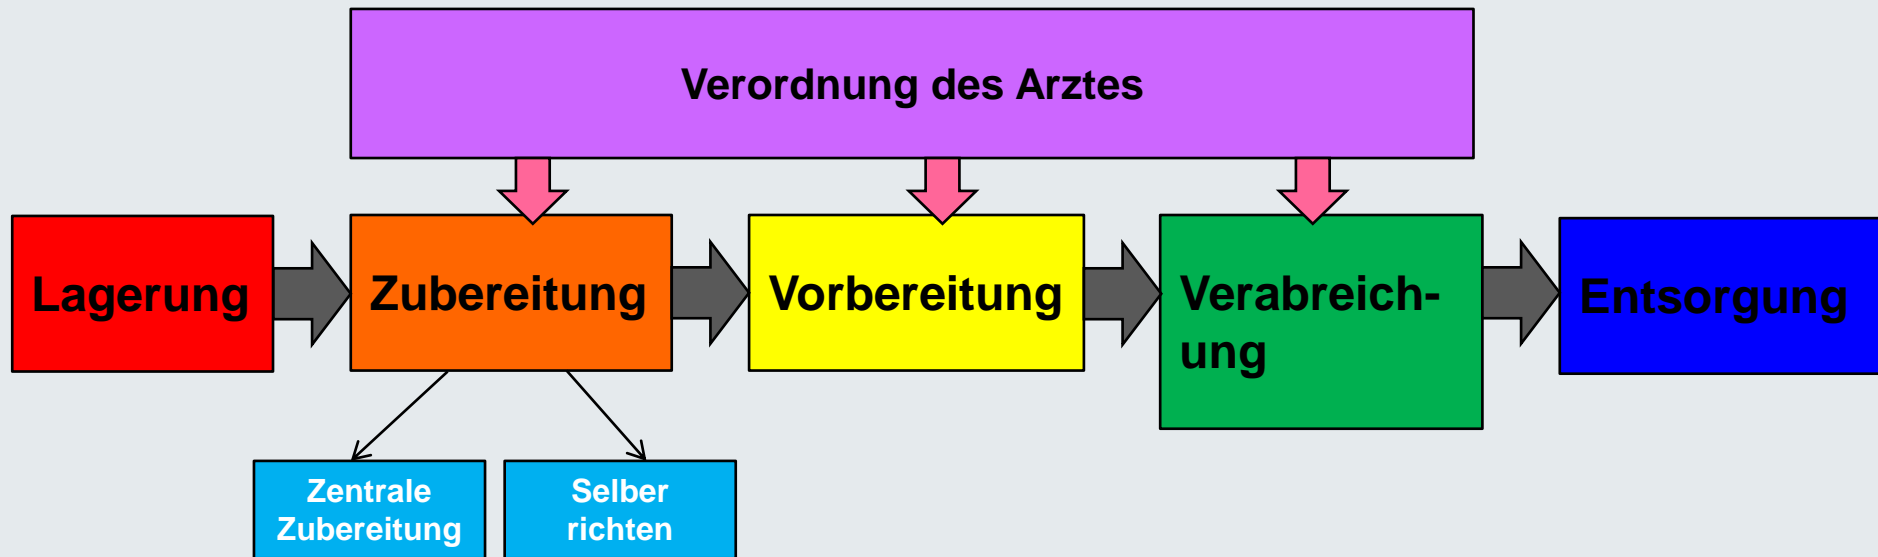 Verordnung des Arztes
Lagerung
Zubereitung
Vorbereitung
Verabreich-
ung
Entsorgung
Zentrale
Zubereitung
Selber
richten